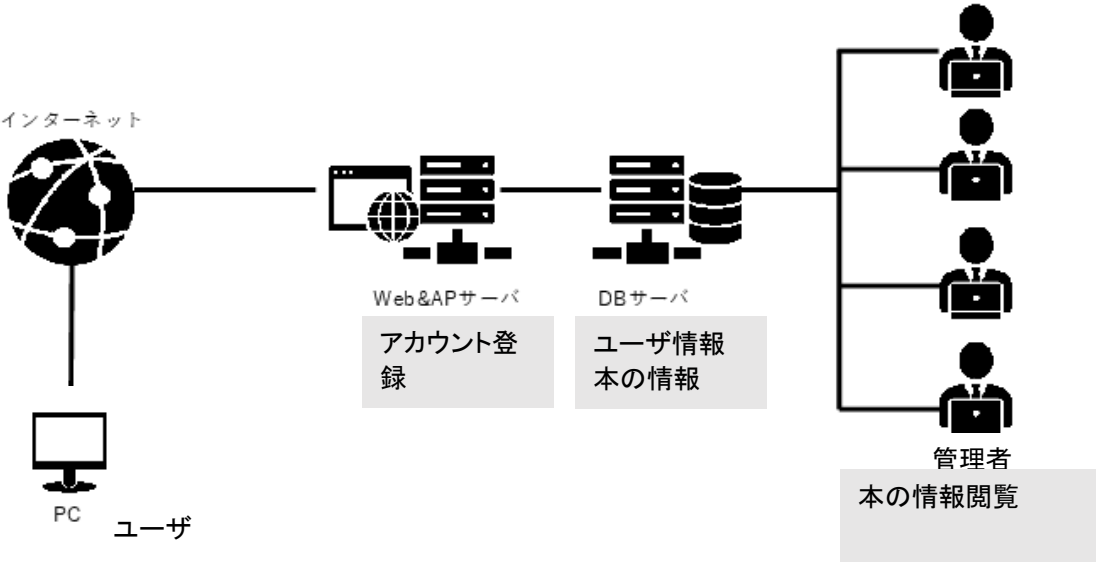 インターネット
Web&APサーバ
DBサーバ
アカウント登
録
ユーザ情報
本の情報
管理者
本の情報閲覧
PC
ユーザ